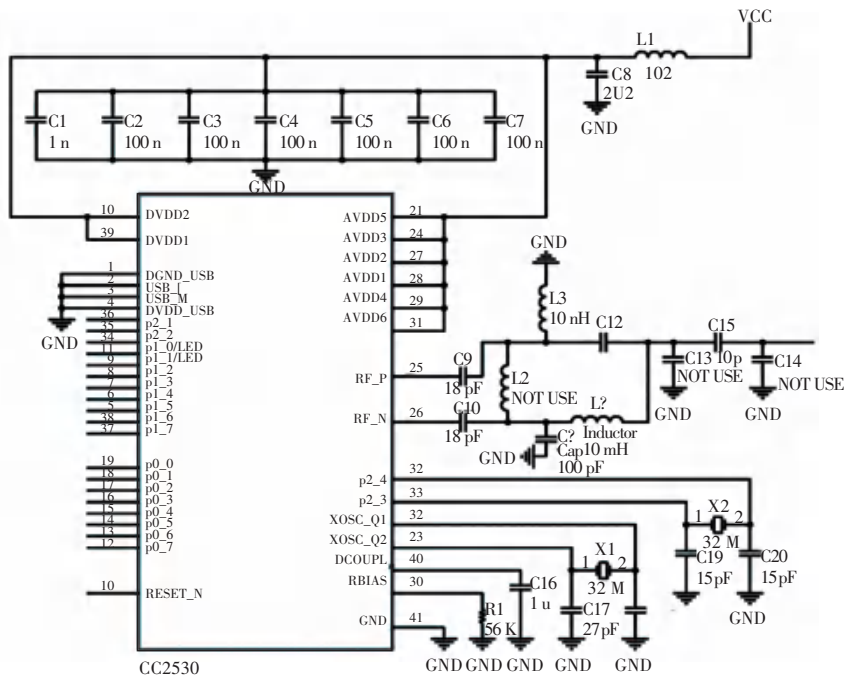 VCC
L1
102
C8
2U2
GND
C1
1 n
C2
100 n
C3
100 n
C4
100 n
C5
100 n
C6
100 n
C7
100 n
GND
10
DVDD2
39
DVDD1
1
DGND_USB
2
USB_[
3
USB_M
4
DVDD_USB
36
p2_1
35
p2_2
34
p1_0/LED
11
p1_1/LED
9
p1_2
8
p1_3
7
p1_4
6
p1_5
5
p1_6
38
p1_7
37
GND
19
p0_0
18
p0_1
17
p0_2
16
p0_3
15
p0_4
14
p0_5
13
p0_6
12
p0_7
10
RESET_N
AVDD5
21
AVDD3
24
AVDD2
27
AVDD1
28
AVDD4
29
AVDD6
31
RF_P
25
RF_N
26
p2_4
32
p2_3
33
XOSC_Q1
32
XOSC_Q2
23
DCOUPL
40
RBIAS
30
GND
41
CC2530
GND
L3
10 nH
C12
C9
18 pF
L2
NOT USE
C10
18 pF
L?
Inductor
10 mH
C?
Cap
100 pF
GND
C13
NOT USE
GND
C15
10p
C14
NOT USE
GND
1
X2
2
32 M
C19
15pF
GND
C20
15pF
GND
1
X1
2
32 M
C16
1 u
C17
27pF
R1
56 K
GND
GND
GND
GND
GND